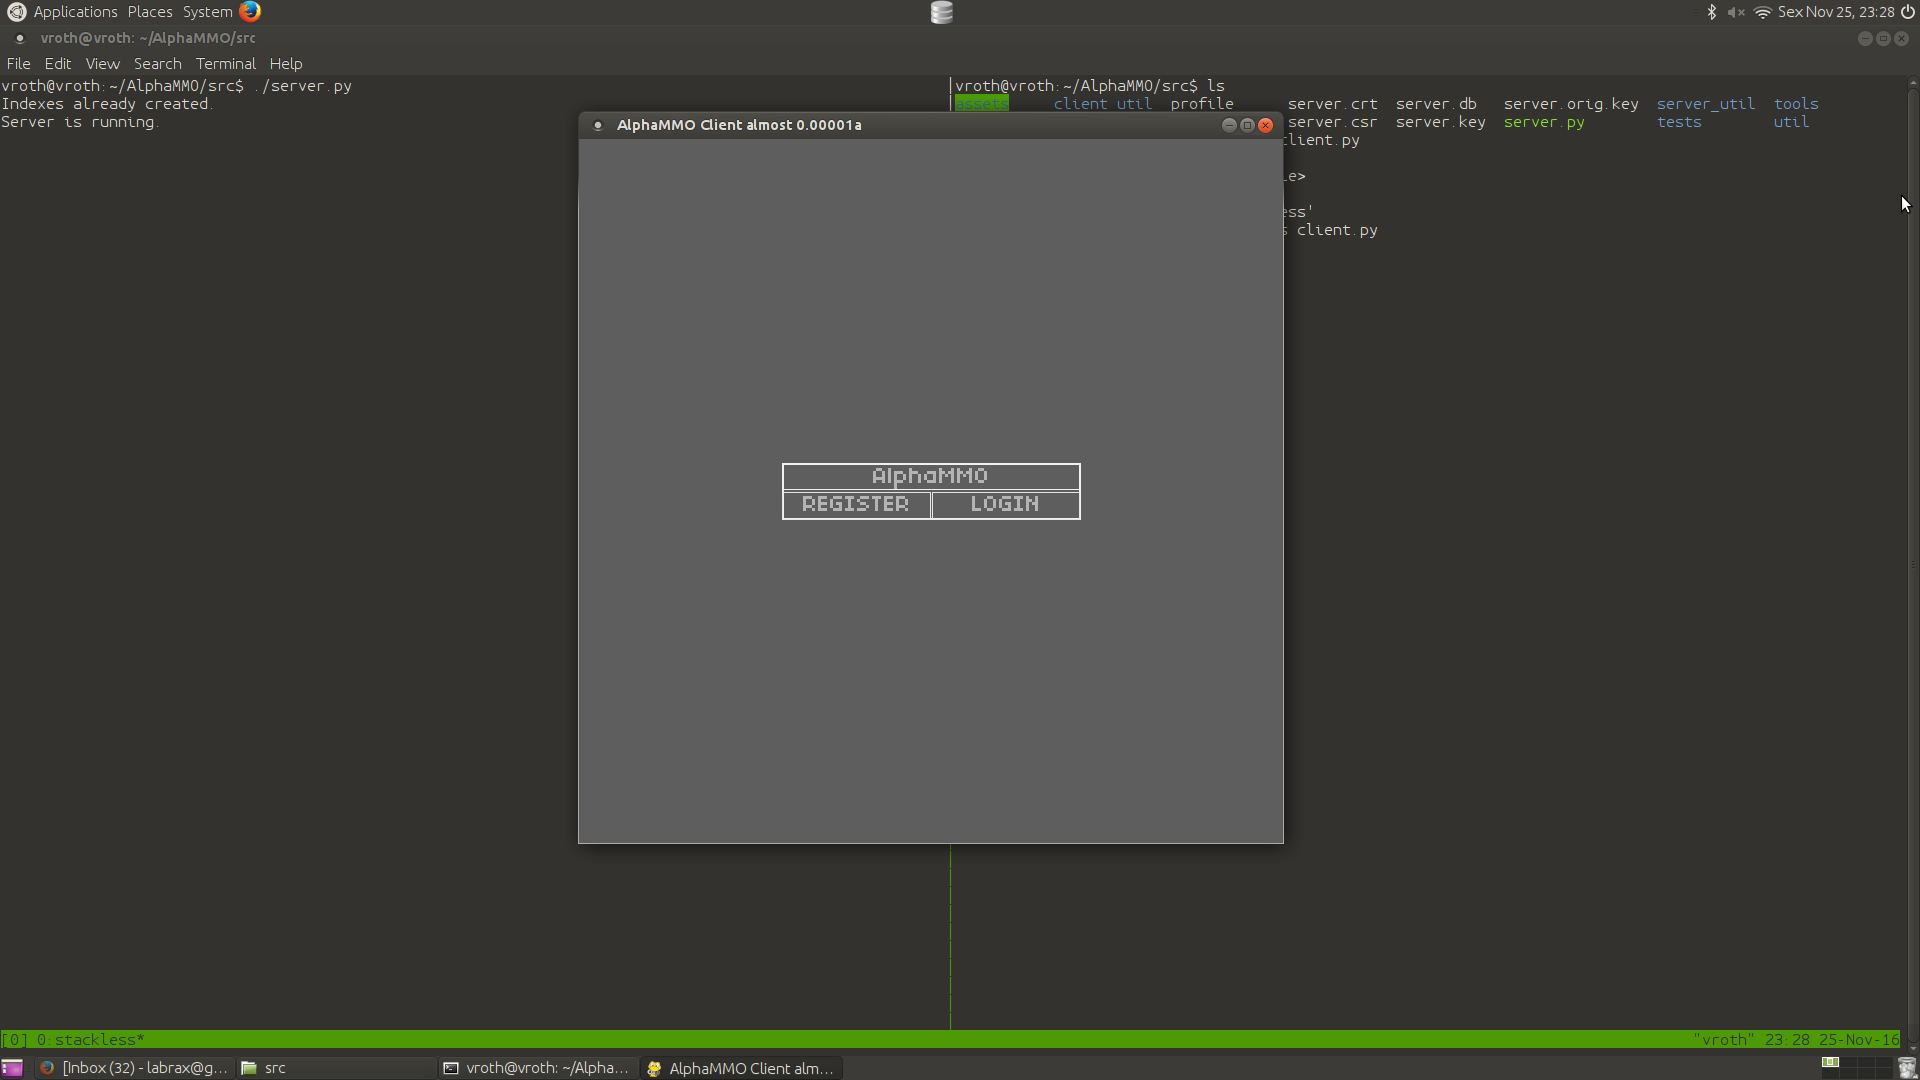 Applications Places System
Sex Nov 25, 23:28
vroth@vroth: ~/AlphaMMO/src
File Edit View Search Terminal Help
vroth@vroth:~/AlphaMMO/src$ ./server.py
Indexes already created.
Server is running.
vroth@vroth:~/AlphaMMO/src$ ls
assets client_util profile server.crt server.db server.orig.key server_util tools
server.csr server.key server.py tests util
client.py
le>
ess'
client.py
AlphaMMO Client almost 0.00001a
AlphaMMO
REGISTER LOGIN
[0] 0:stackless*
"vroth" 23:28 25-Nov-16
[Inbox (32) - labrax@g...
src
vroth@vroth: ~/Alpha...
AlphaMMO Client alm...